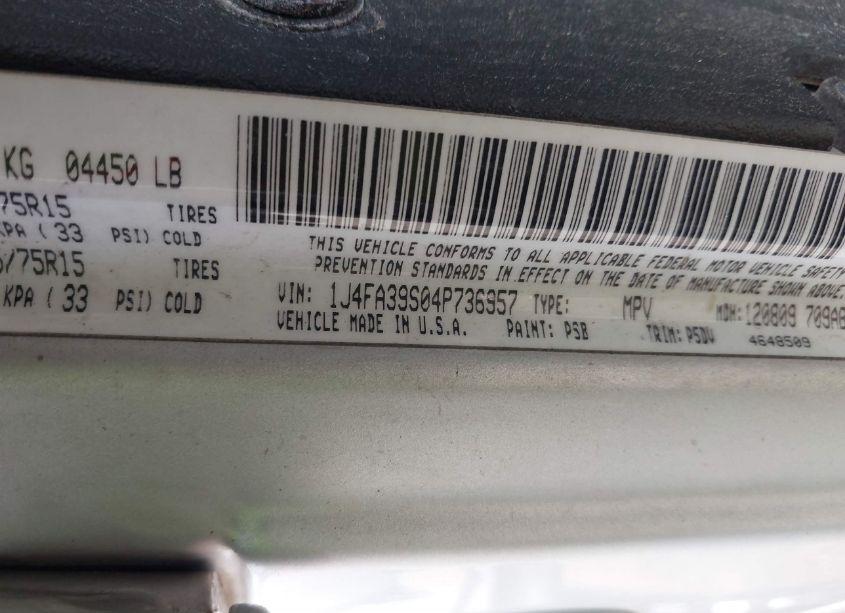 KG 04450 LB
75R15 TIRES
KPA ( 33 PSI) COLD
/75R15 TIRES
KPA ( 33 PSI) COLD
THIS VEHICLE CONFORMS TO ALL APPLICABLE FEDERAL MOTOR VEHICLE SAFETY
PREVENTION STANDARDS IN EFFECT ON THE DATE OF MANUFACTURE SHOWN ABOVE.
VIN: 1J4FA39S04P736957 TYPE: MPV MDH: 120809 709AB
VEHICLE MADE IN U.S.A. PAINT: PSB TRIM: P5DV 4648509